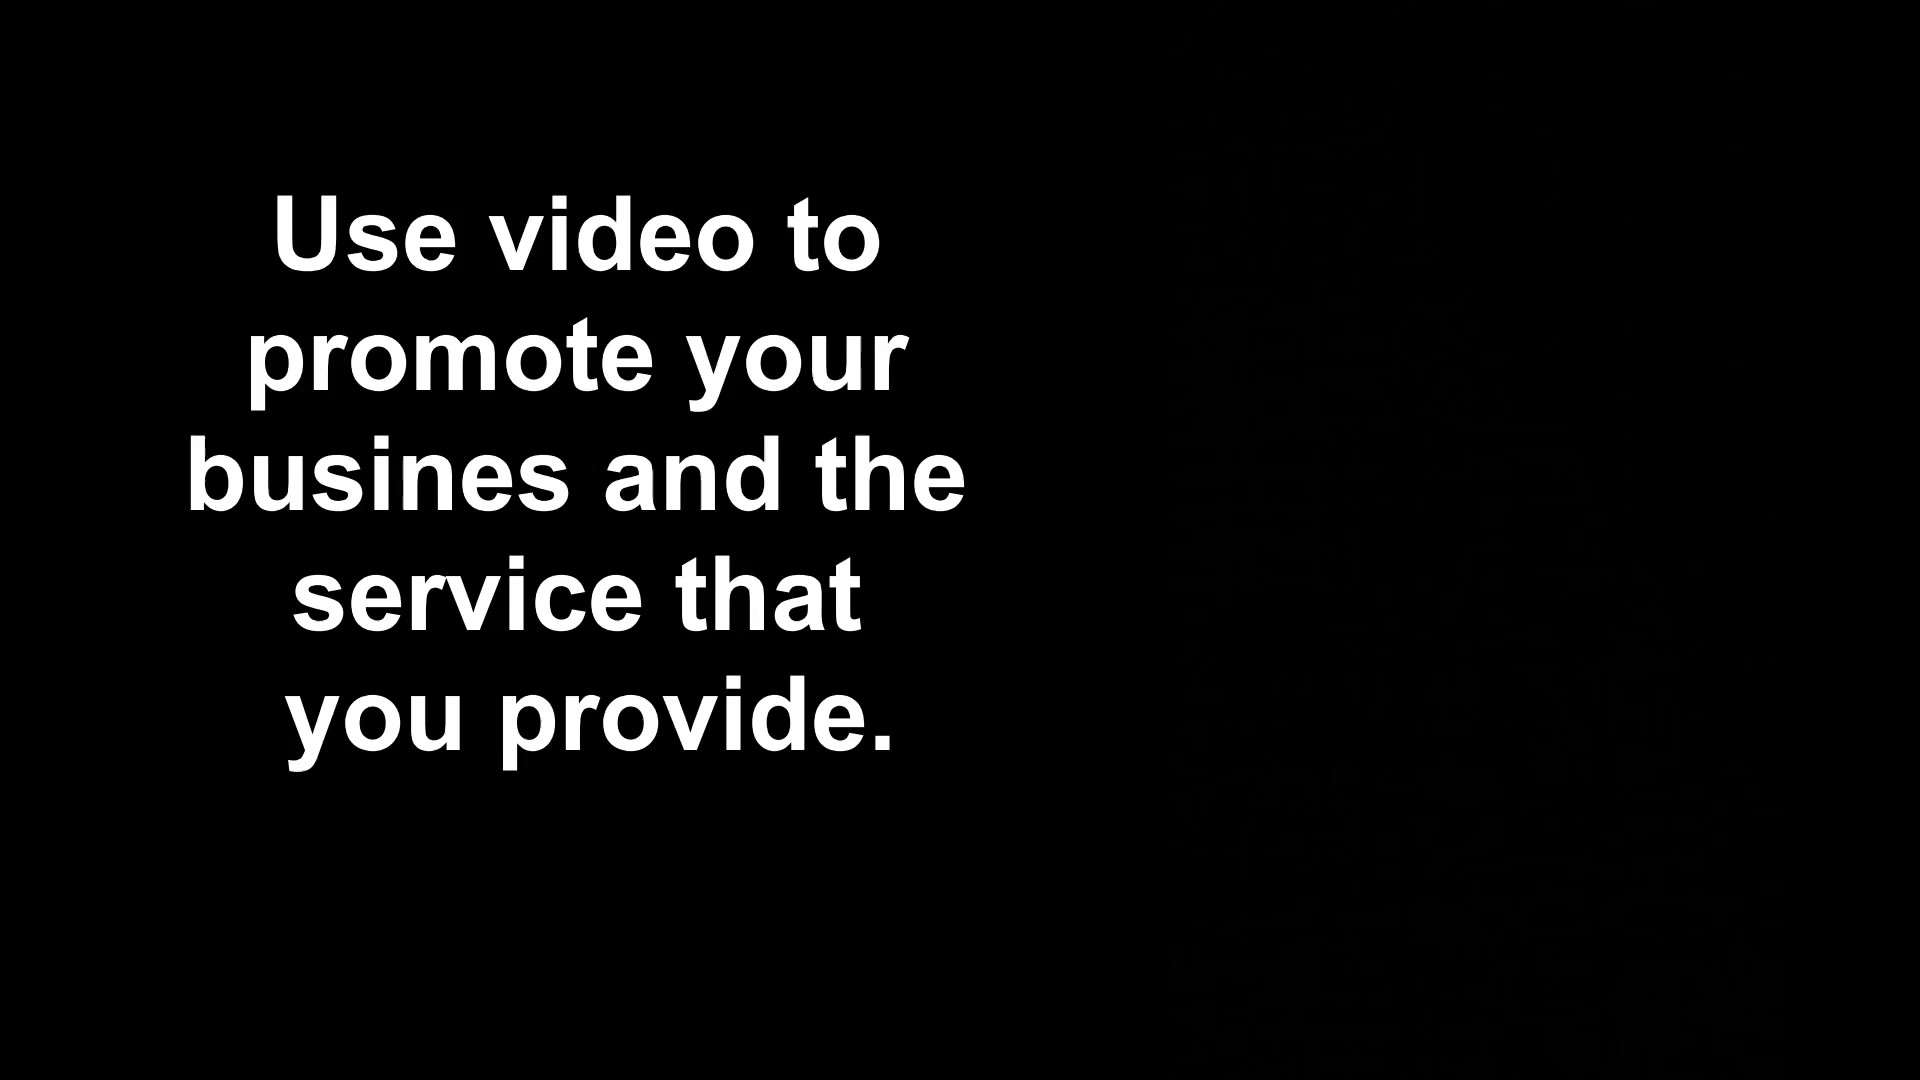 Use video to
promote your
busines and the
service that
you provide.